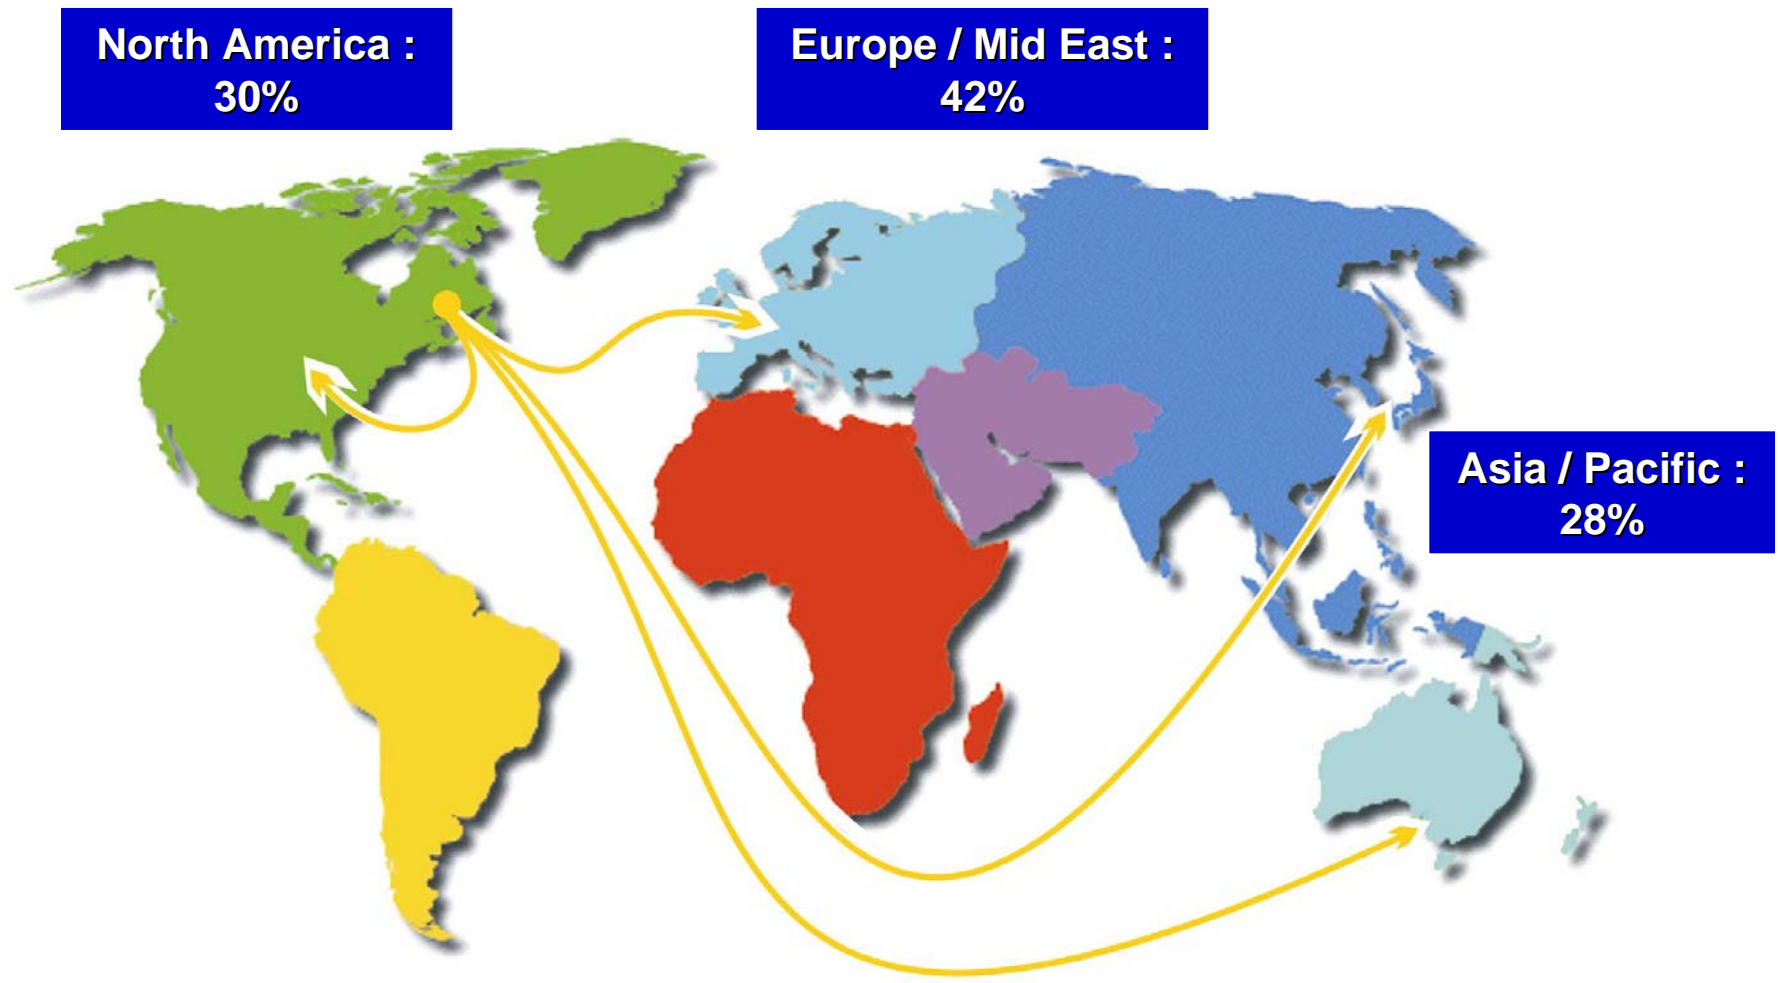 North America :
30%
Europe / Mid East :
42%
Asia / Pacific :
28%